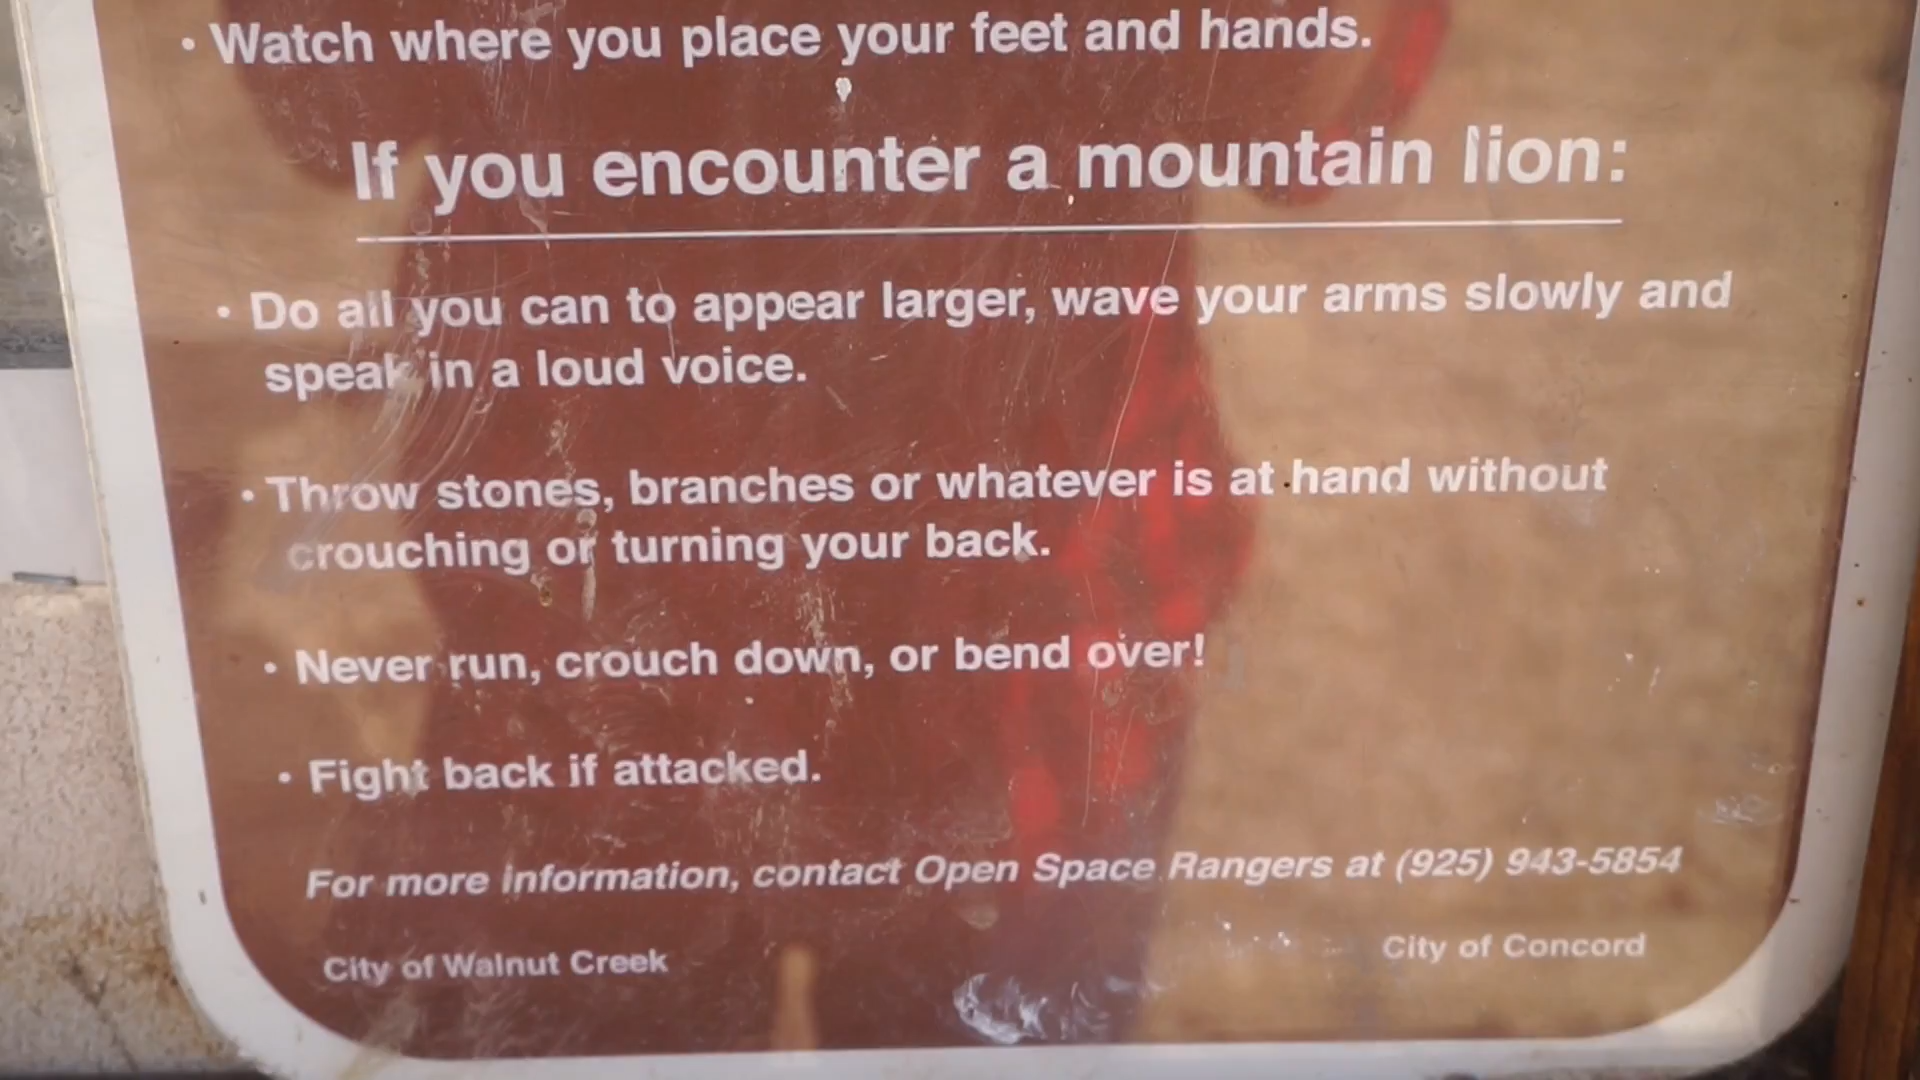 • Watch where you place your feet and hands.
If you encounter a mountain lion:
• Do all you can to appear larger, wave your arms slowly and
speak in a loud voice.
• Throw stones, branches or whatever is at hand without
crouching or turning your back.
• Never run, crouch down, or bend over!
• Fight back if attacked.
For more information, contact Open Space Rangers at (925) 943-5854
City of Walnut Creek
City of Concord